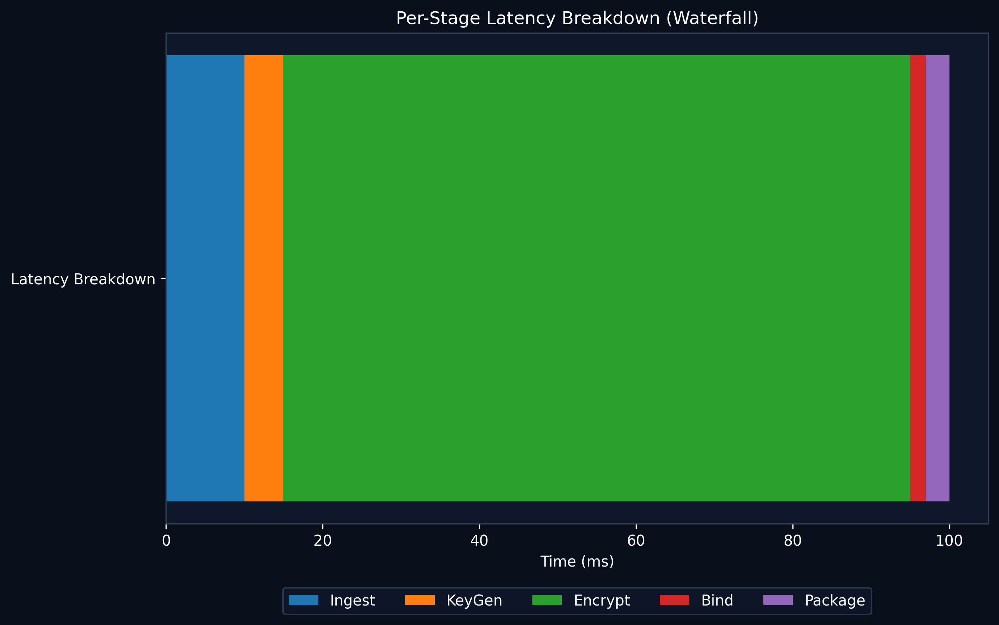 Per-Stage Latency Breakdown (Waterfall)
Latency Breakdown
0 20 40 60 80 100
Time (ms)
Ingest KeyGen Encrypt Bind Package